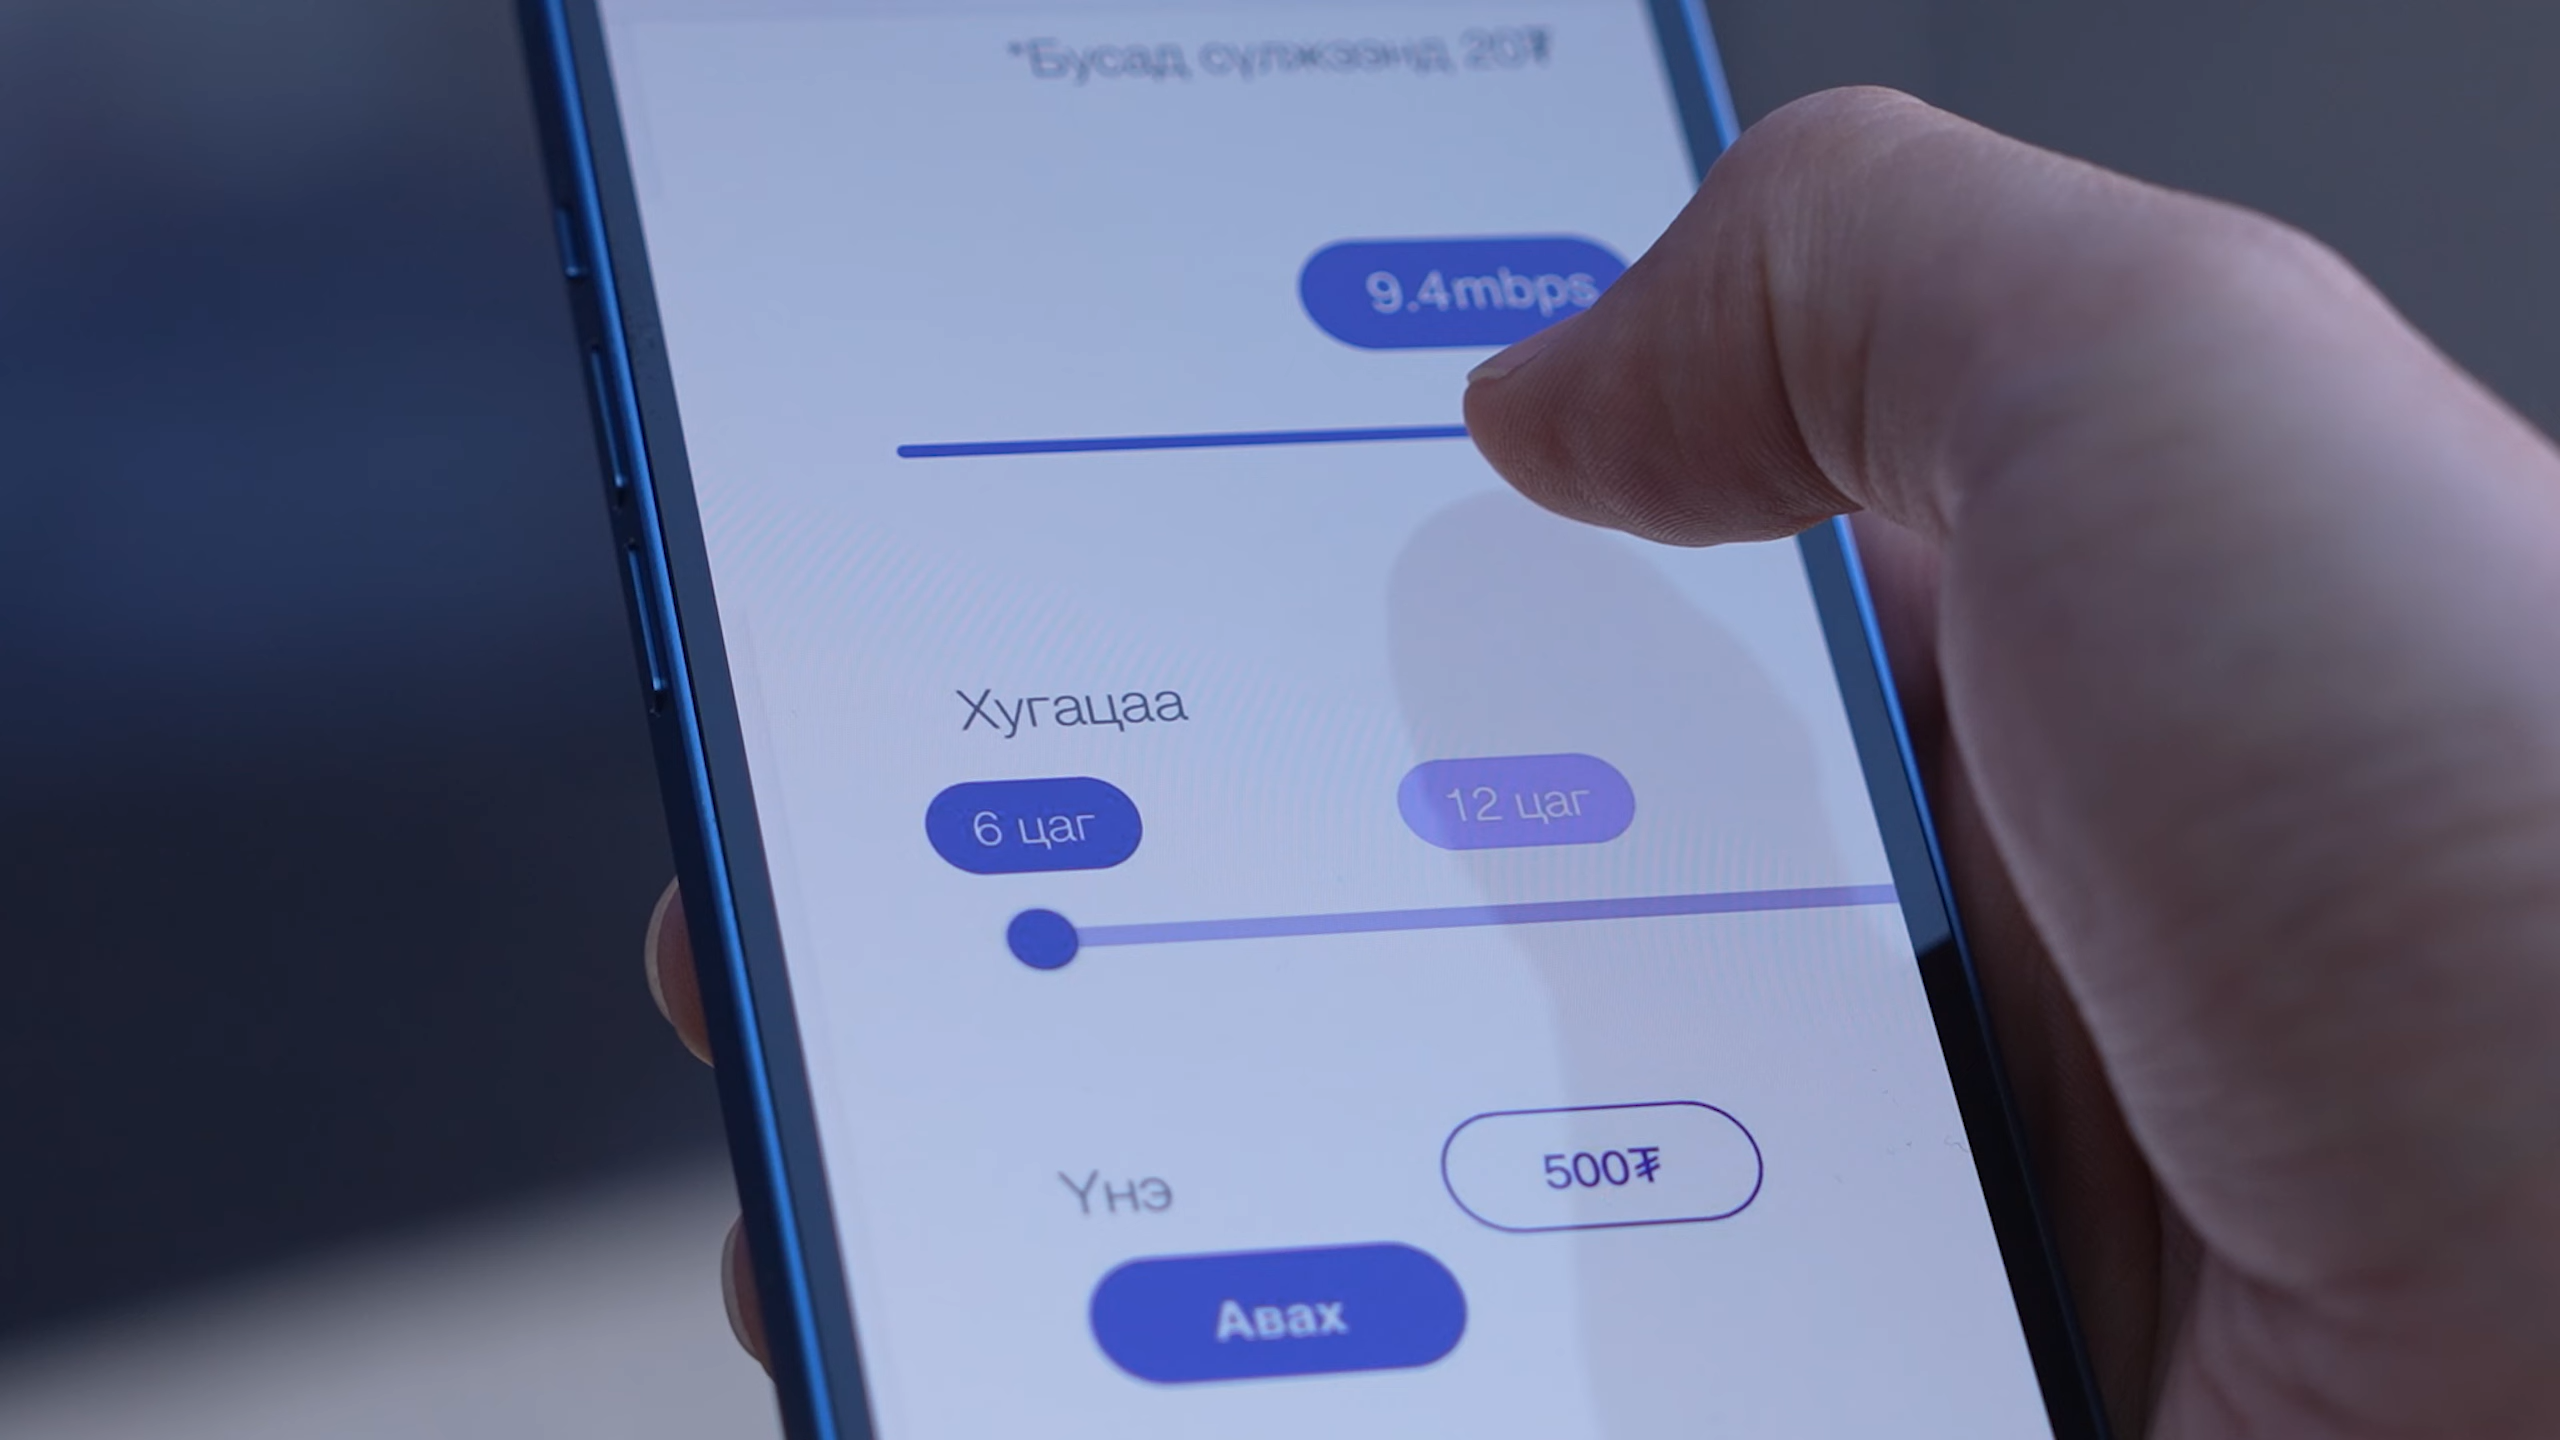 *Бусад сүлжээнд 20₮
9.4mbps
Хугацаа
6 цаг
12 цаг
Үнэ
500₮
Авах